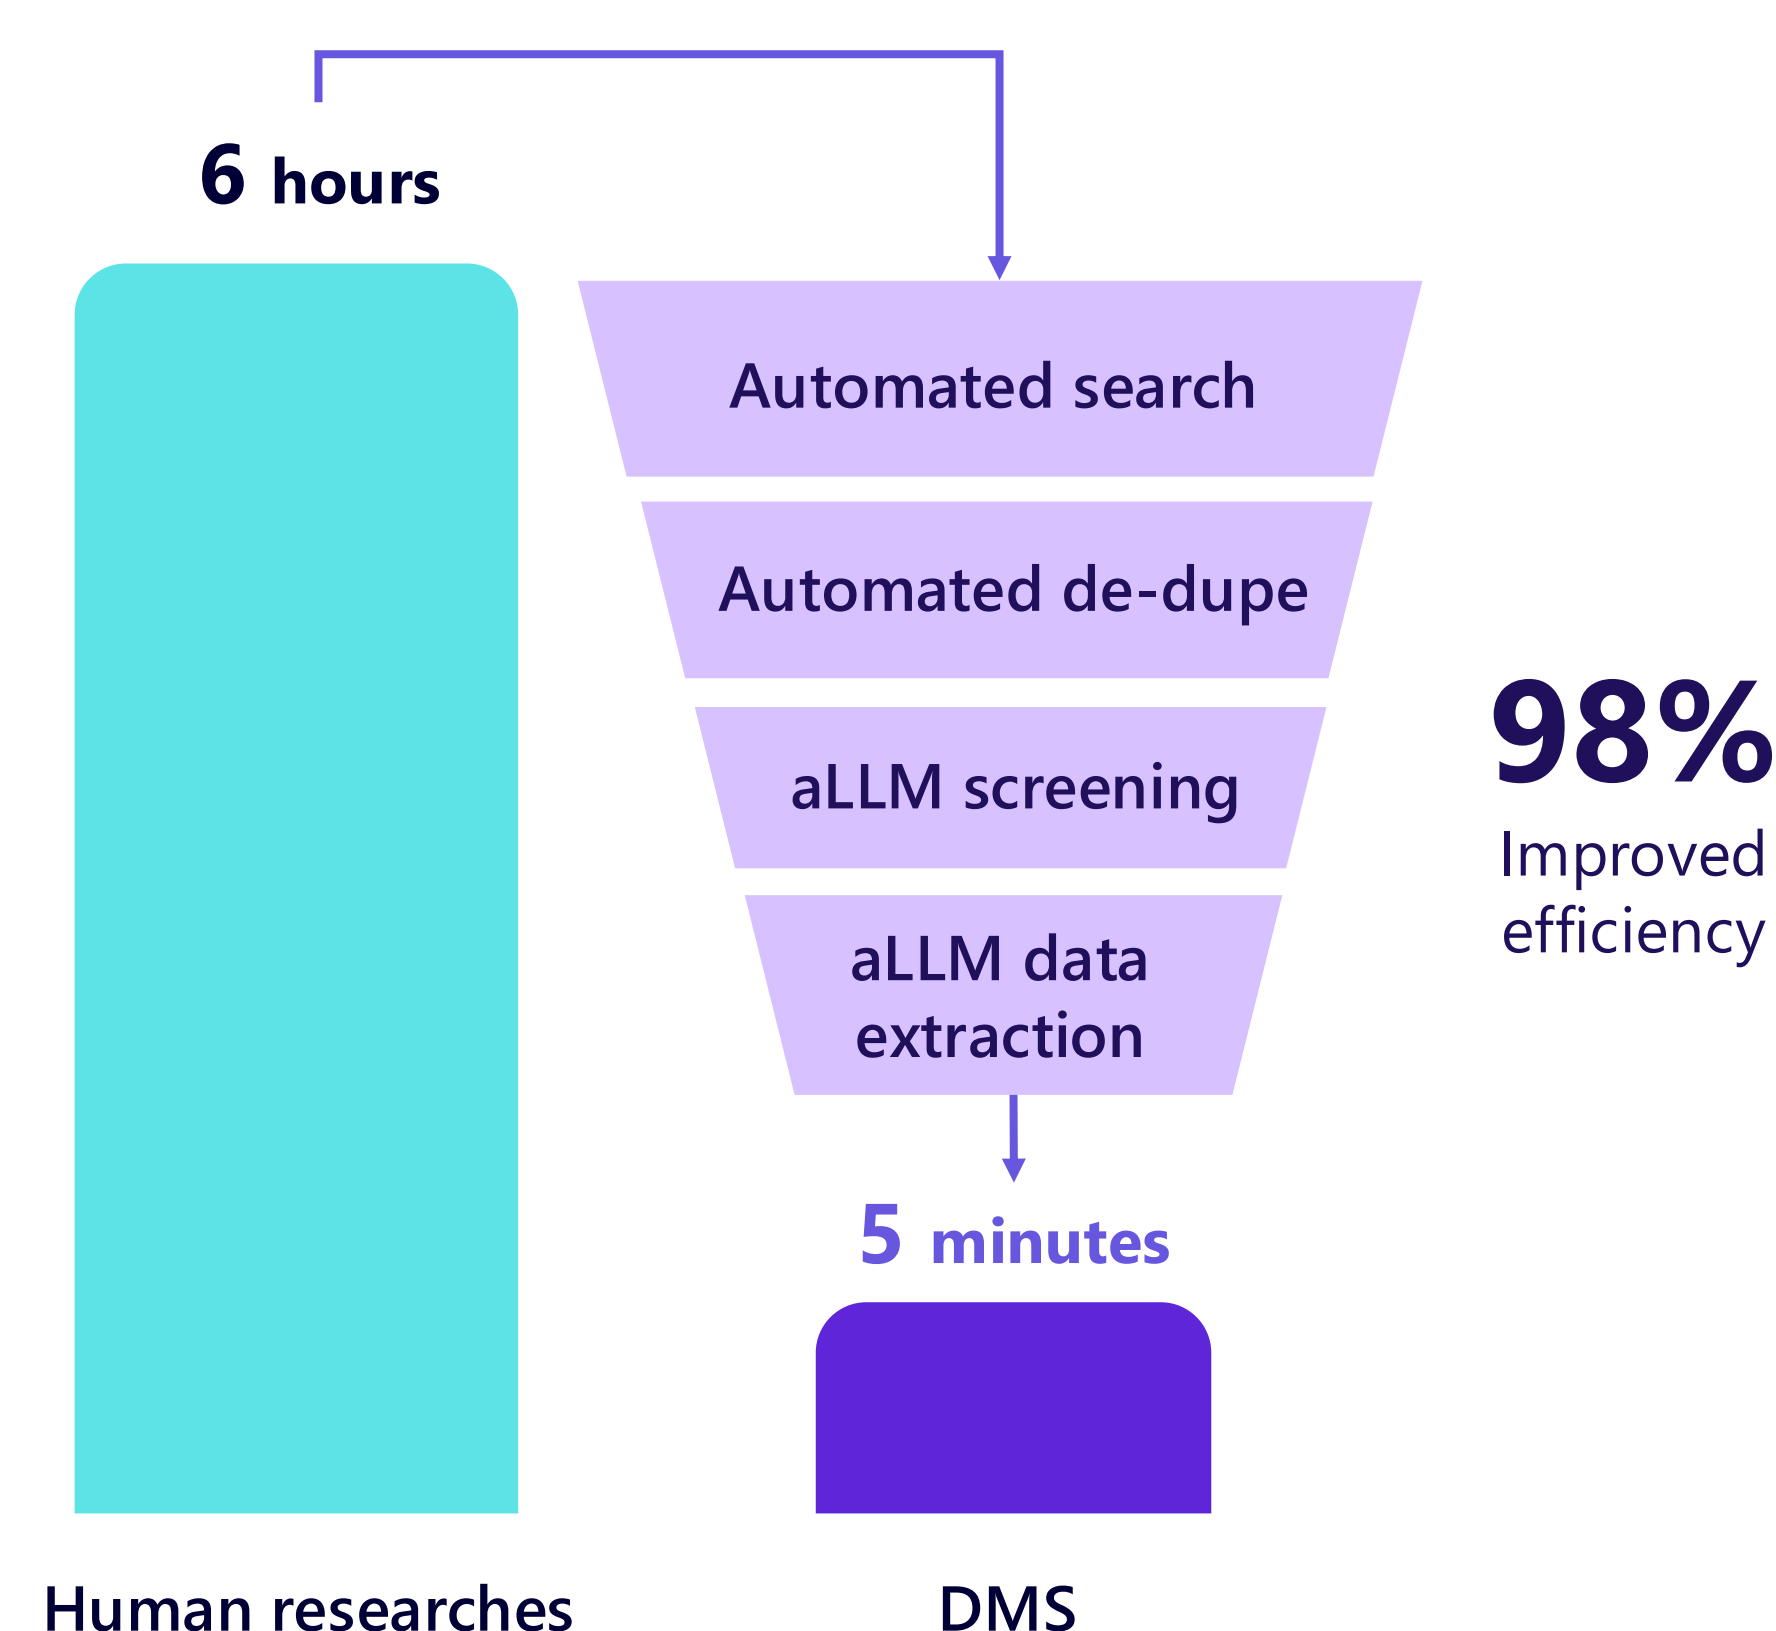 6 hours
Automated search
Automated de-dupe
aLLM screening
aLLM data
extraction
98%
Improved
efficiency
5 minutes
Human researches
DMS